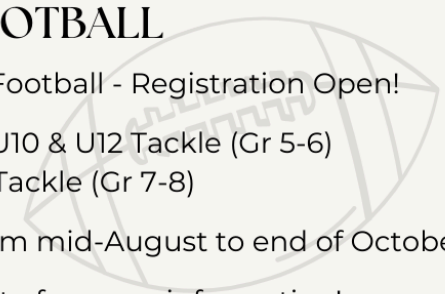 OTBALL
Football - Registration Open!
U10 & U12 Tackle (Gr 5-6)
Tackle (Gr 7-8)
m mid-August to end of Octobe